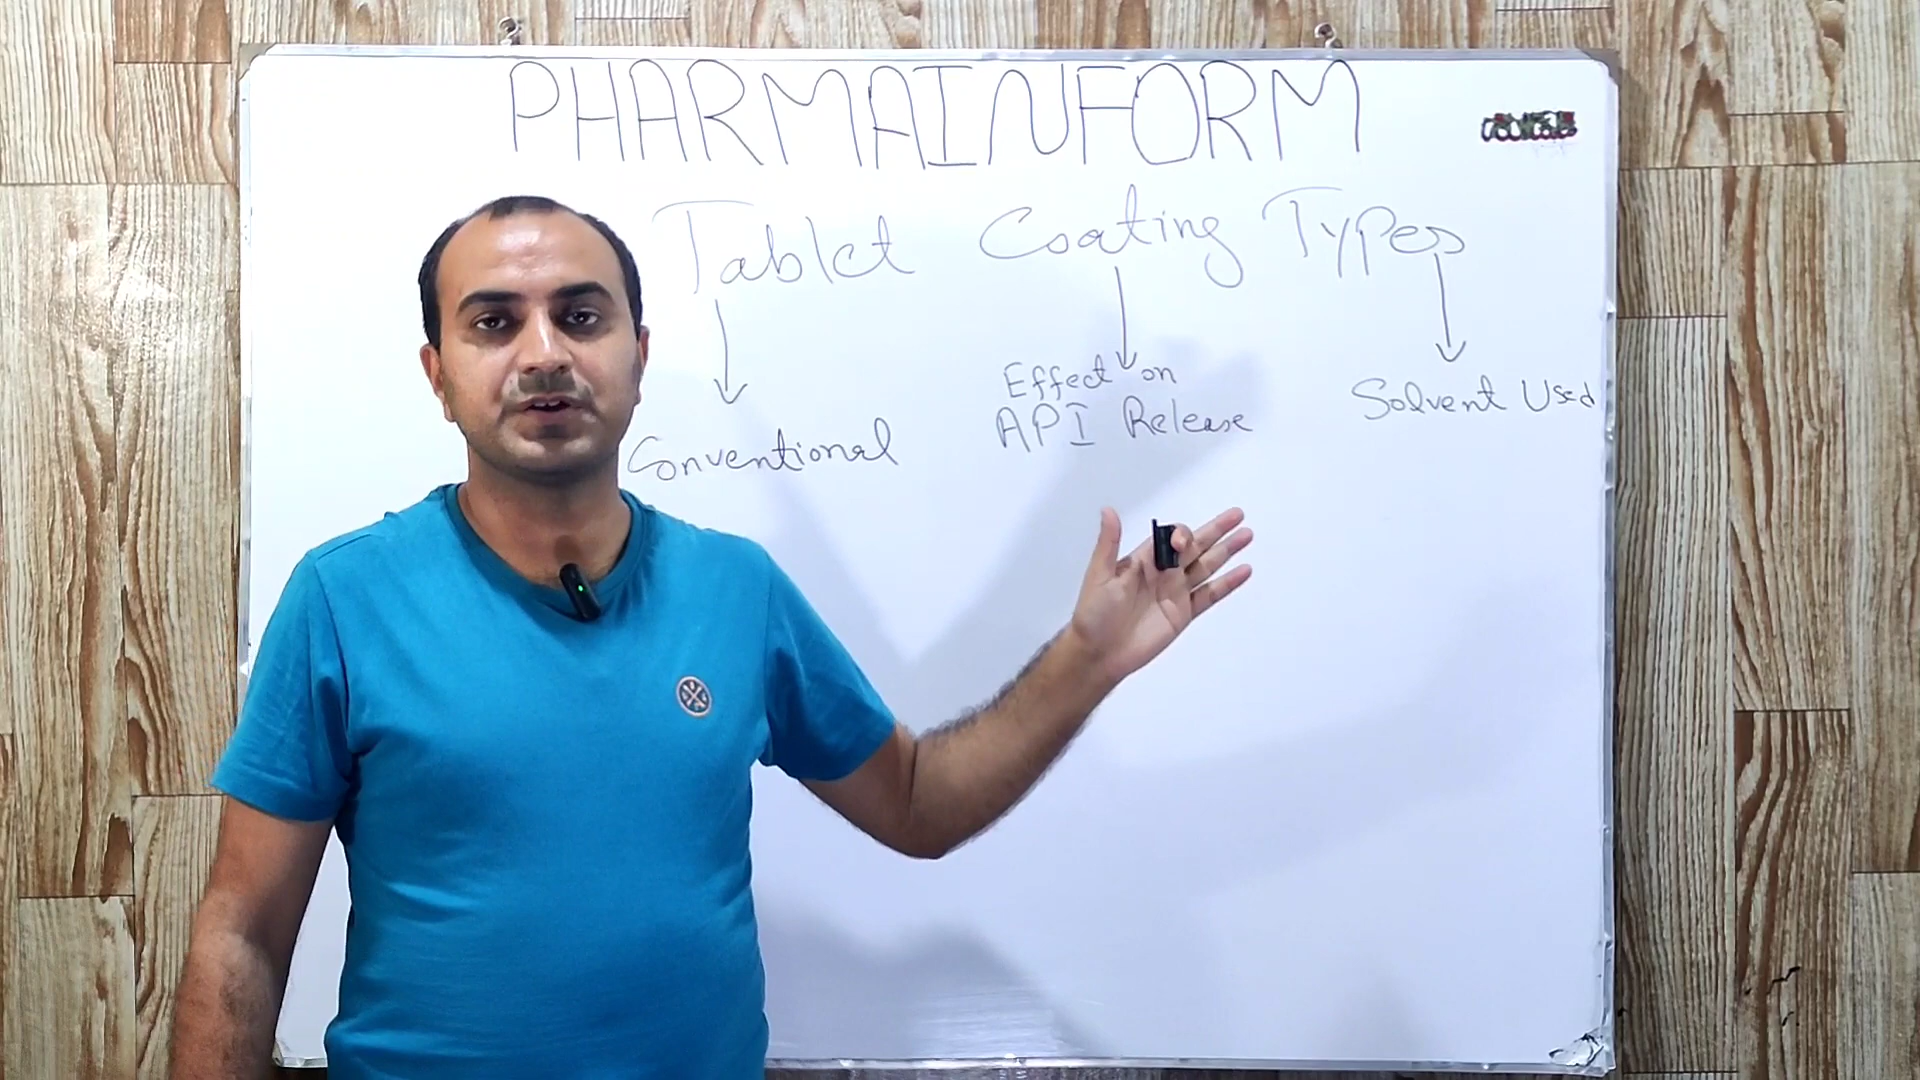 PHARMAINFORM
Tablet Coating Types
Conventional
Effect on
API Release
Solvent Used